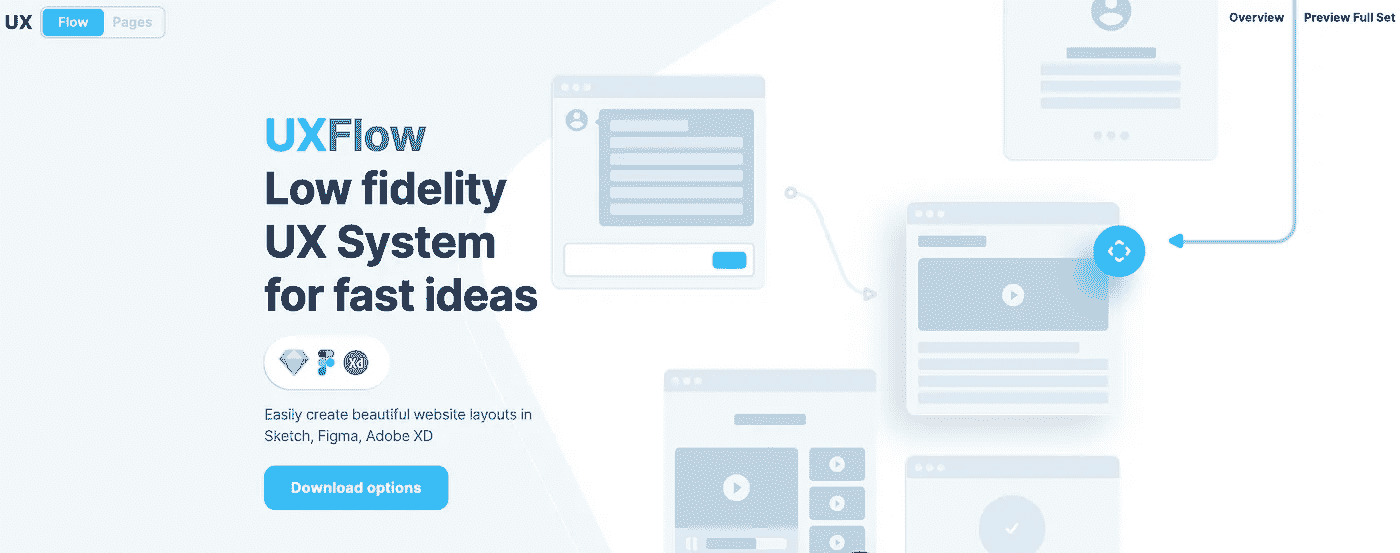 UX Flow Pages Overview Preview Full Set
UXFlow
Low fidelity
UX System
for fast ideas
Xd
Easily create beautiful website layouts in
Sketch, Figma, Adobe XD
Download options